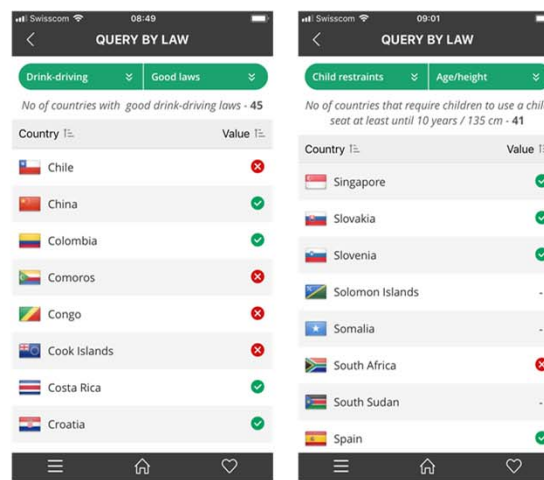 Swisscom 08:49
QUERY BY LAW
Drink-driving Good laws
No of countries with good drink-driving laws - 45
Country Value
Chile
China
Colombia
Comoros
Congo
Cook Islands
Costa Rica
Croatia
Swisscom 09:01
QUERY BY LAW
Child restraints Age/height
No of countries that require children to use a chil
seat at least until 10 years / 135 cm - 41
Country Value
Singapore
Slovakia
Slovenia
Solomon Islands -
Somalia -
South Africa
South Sudan -
Spain